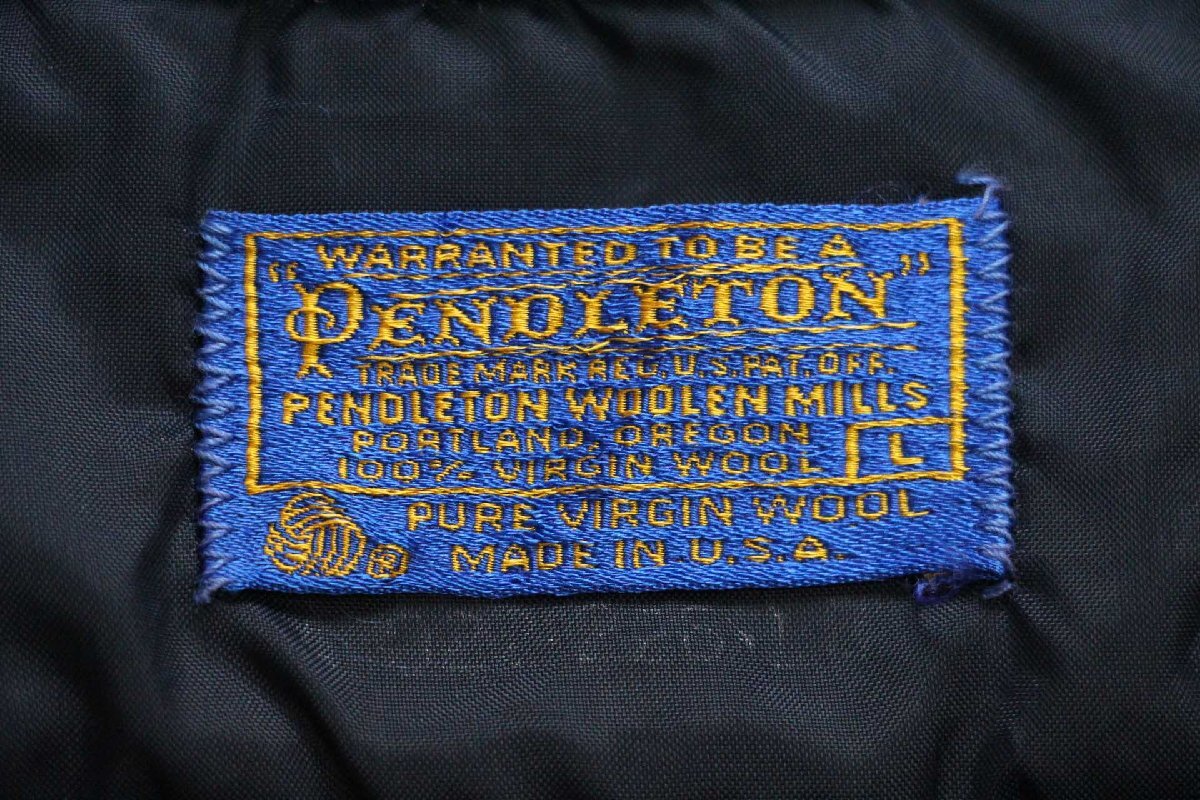 WARRANTED TO BE A
"PENDLETON"
TRADE MARK REG. U.S. PAT. OFF.
PENDLETON WOOLEN MILLS
PORTLAND, OREGON
100% VIRGIN WOOL L
® PURE VIRGIN WOOL
MADE IN U.S.A.